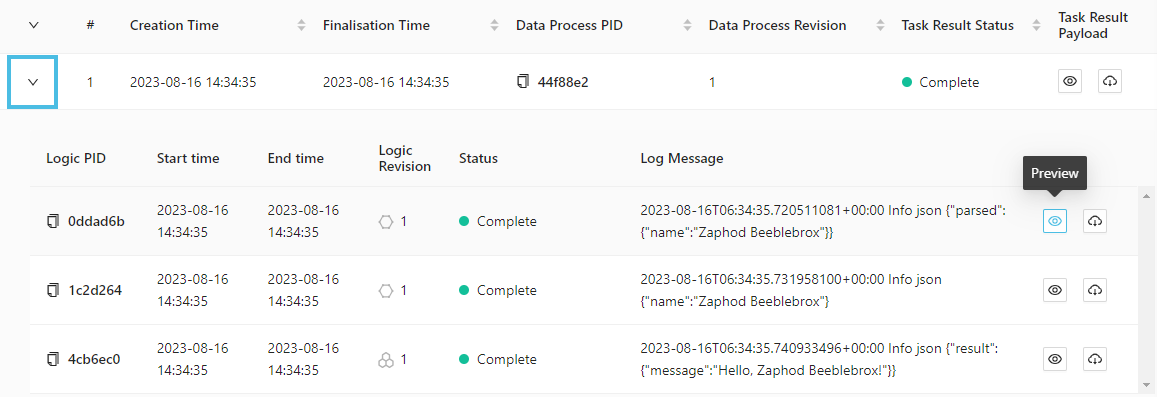 # Creation Time Finalisation Time Data Process PID Data Process Revision Task Result Status Task Result Payload
1 2023-08-16 14:34:35 2023-08-16 14:34:35 44f88e2 1 Complete
Logic PID Start time End time Logic Revision Status Log Message
Preview
0ddad6b 2023-08-16 14:34:35 2023-08-16 14:34:35 1 Complete 2023-08-16T06:34:35.720511081+00:00 Info json {"parsed":
{"name":"Zaphod Beeblebrox"}}
1c2d264 2023-08-16 14:34:35 2023-08-16 14:34:35 1 Complete 2023-08-16T06:34:35.731958100+00:00 Info json
{"name":"Zaphod Beeblebrox"}
4cb6ec0 2023-08-16 14:34:35 2023-08-16 14:34:35 1 Complete 2023-08-16T06:34:35.740933496+00:00 Info json {"result":
{"message":"Hello, Zaphod Beeblebrox!"}}